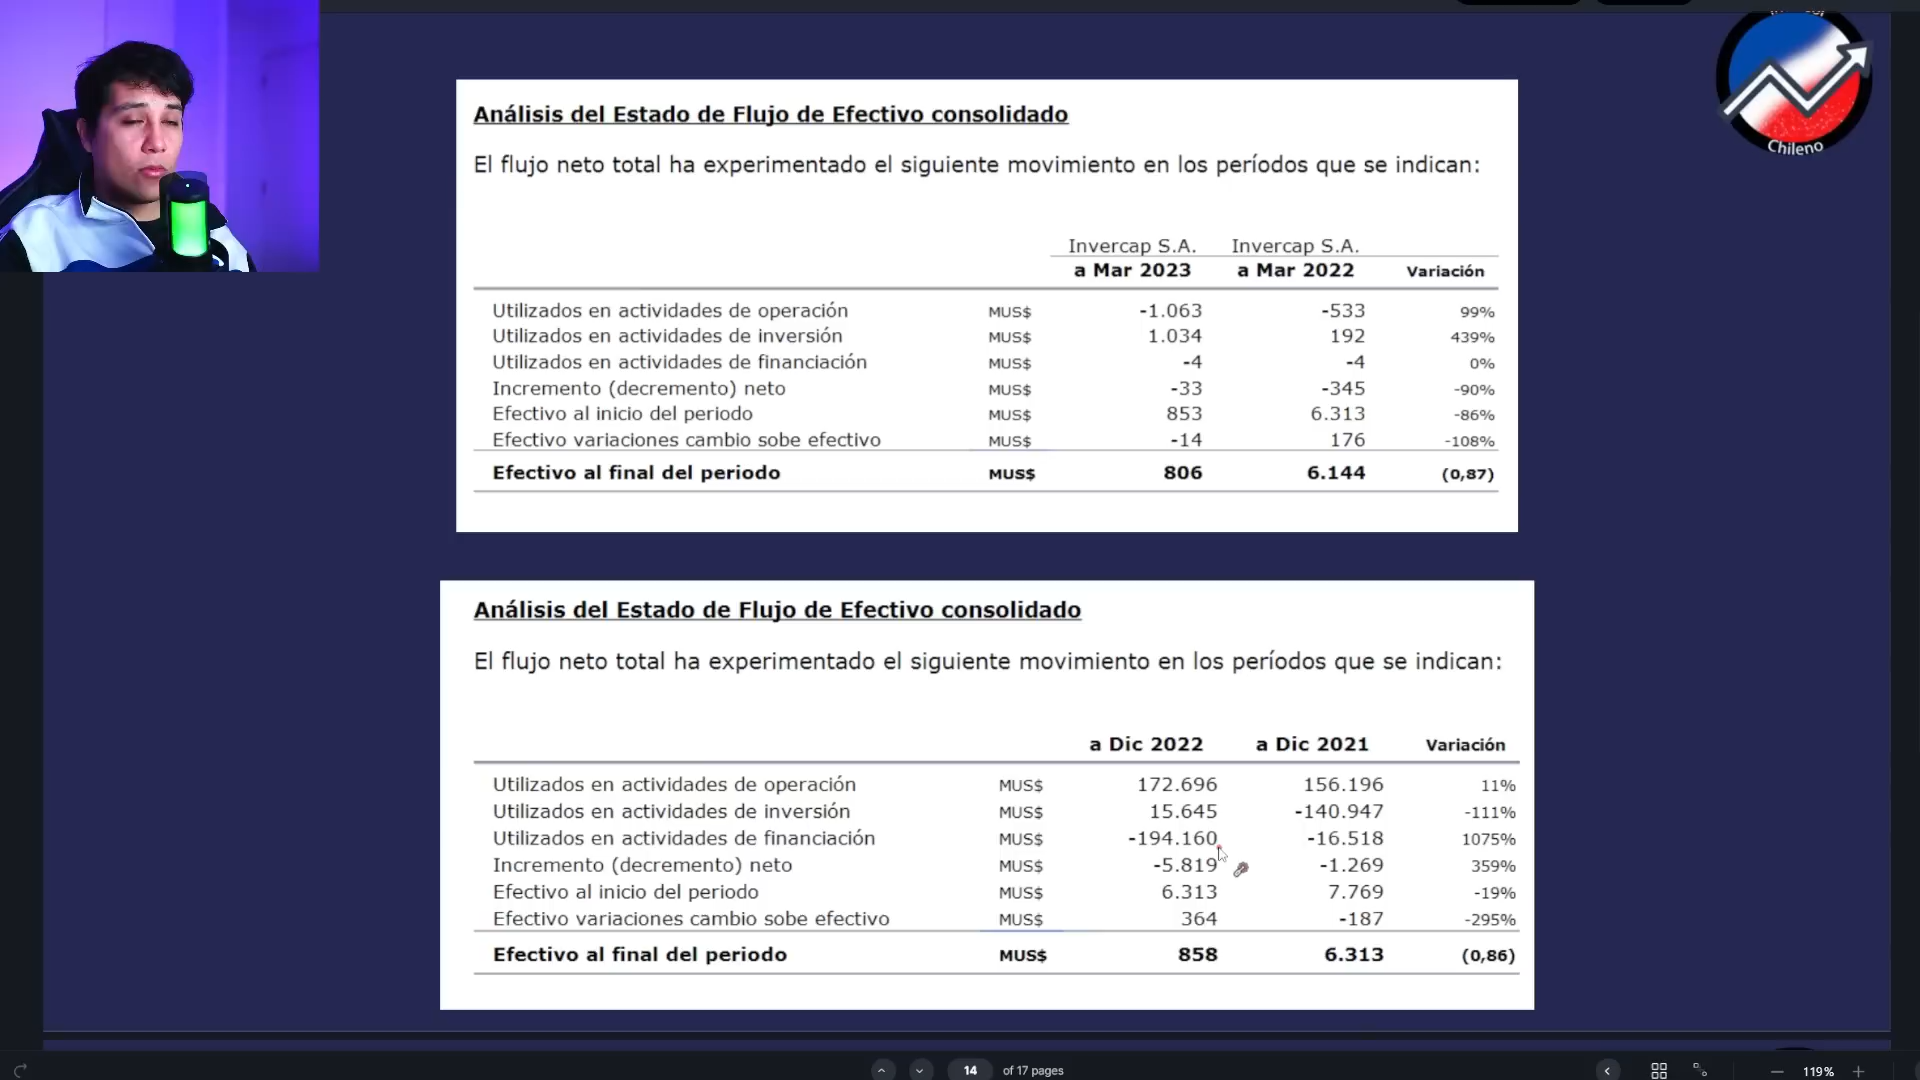 Chileno
Análisis del Estado de Flujo de Efectivo consolidado
El flujo neto total ha experimentado el siguiente movimiento en los períodos que se indican:
Invercap S.A. Invercap S.A.
a Mar 2023 a Mar 2022 Variación
Utilizados en actividades de operación MUS$ -1.063 -533 99%
Utilizados en actividades de inversión MUS$ 1.034 192 439%
Utilizados en actividades de financiación MUS$ -4 -4 0%
Incremento (decremento) neto MUS$ -33 -345 -90%
Efectivo al inicio del periodo MUS$ 853 6.313 -86%
Efectivo variaciones cambio sobe efectivo MUS$ -14 176 -108%
Efectivo al final del periodo MUS$ 806 6.144 (0,87)
Análisis del Estado de Flujo de Efectivo consolidado
El flujo neto total ha experimentado el siguiente movimiento en los períodos que se indican:
a Dic 2022 a Dic 2021 Variación
Utilizados en actividades de operación MUS$ 172.696 156.196 11%
Utilizados en actividades de inversión MUS$ 15.645 -140.947 -111%
Utilizados en actividades de financiación MUS$ -194.160 -16.518 1075%
Incremento (decremento) neto MUS$ -5.819 -1.269 359%
Efectivo al inicio del periodo MUS$ 6.313 7.769 -19%
Efectivo variaciones cambio sobe efectivo MUS$ 364 -187 -295%
Efectivo al final del periodo MUS$ 858 6.313 (0,86)
14 of 17 pages
119%